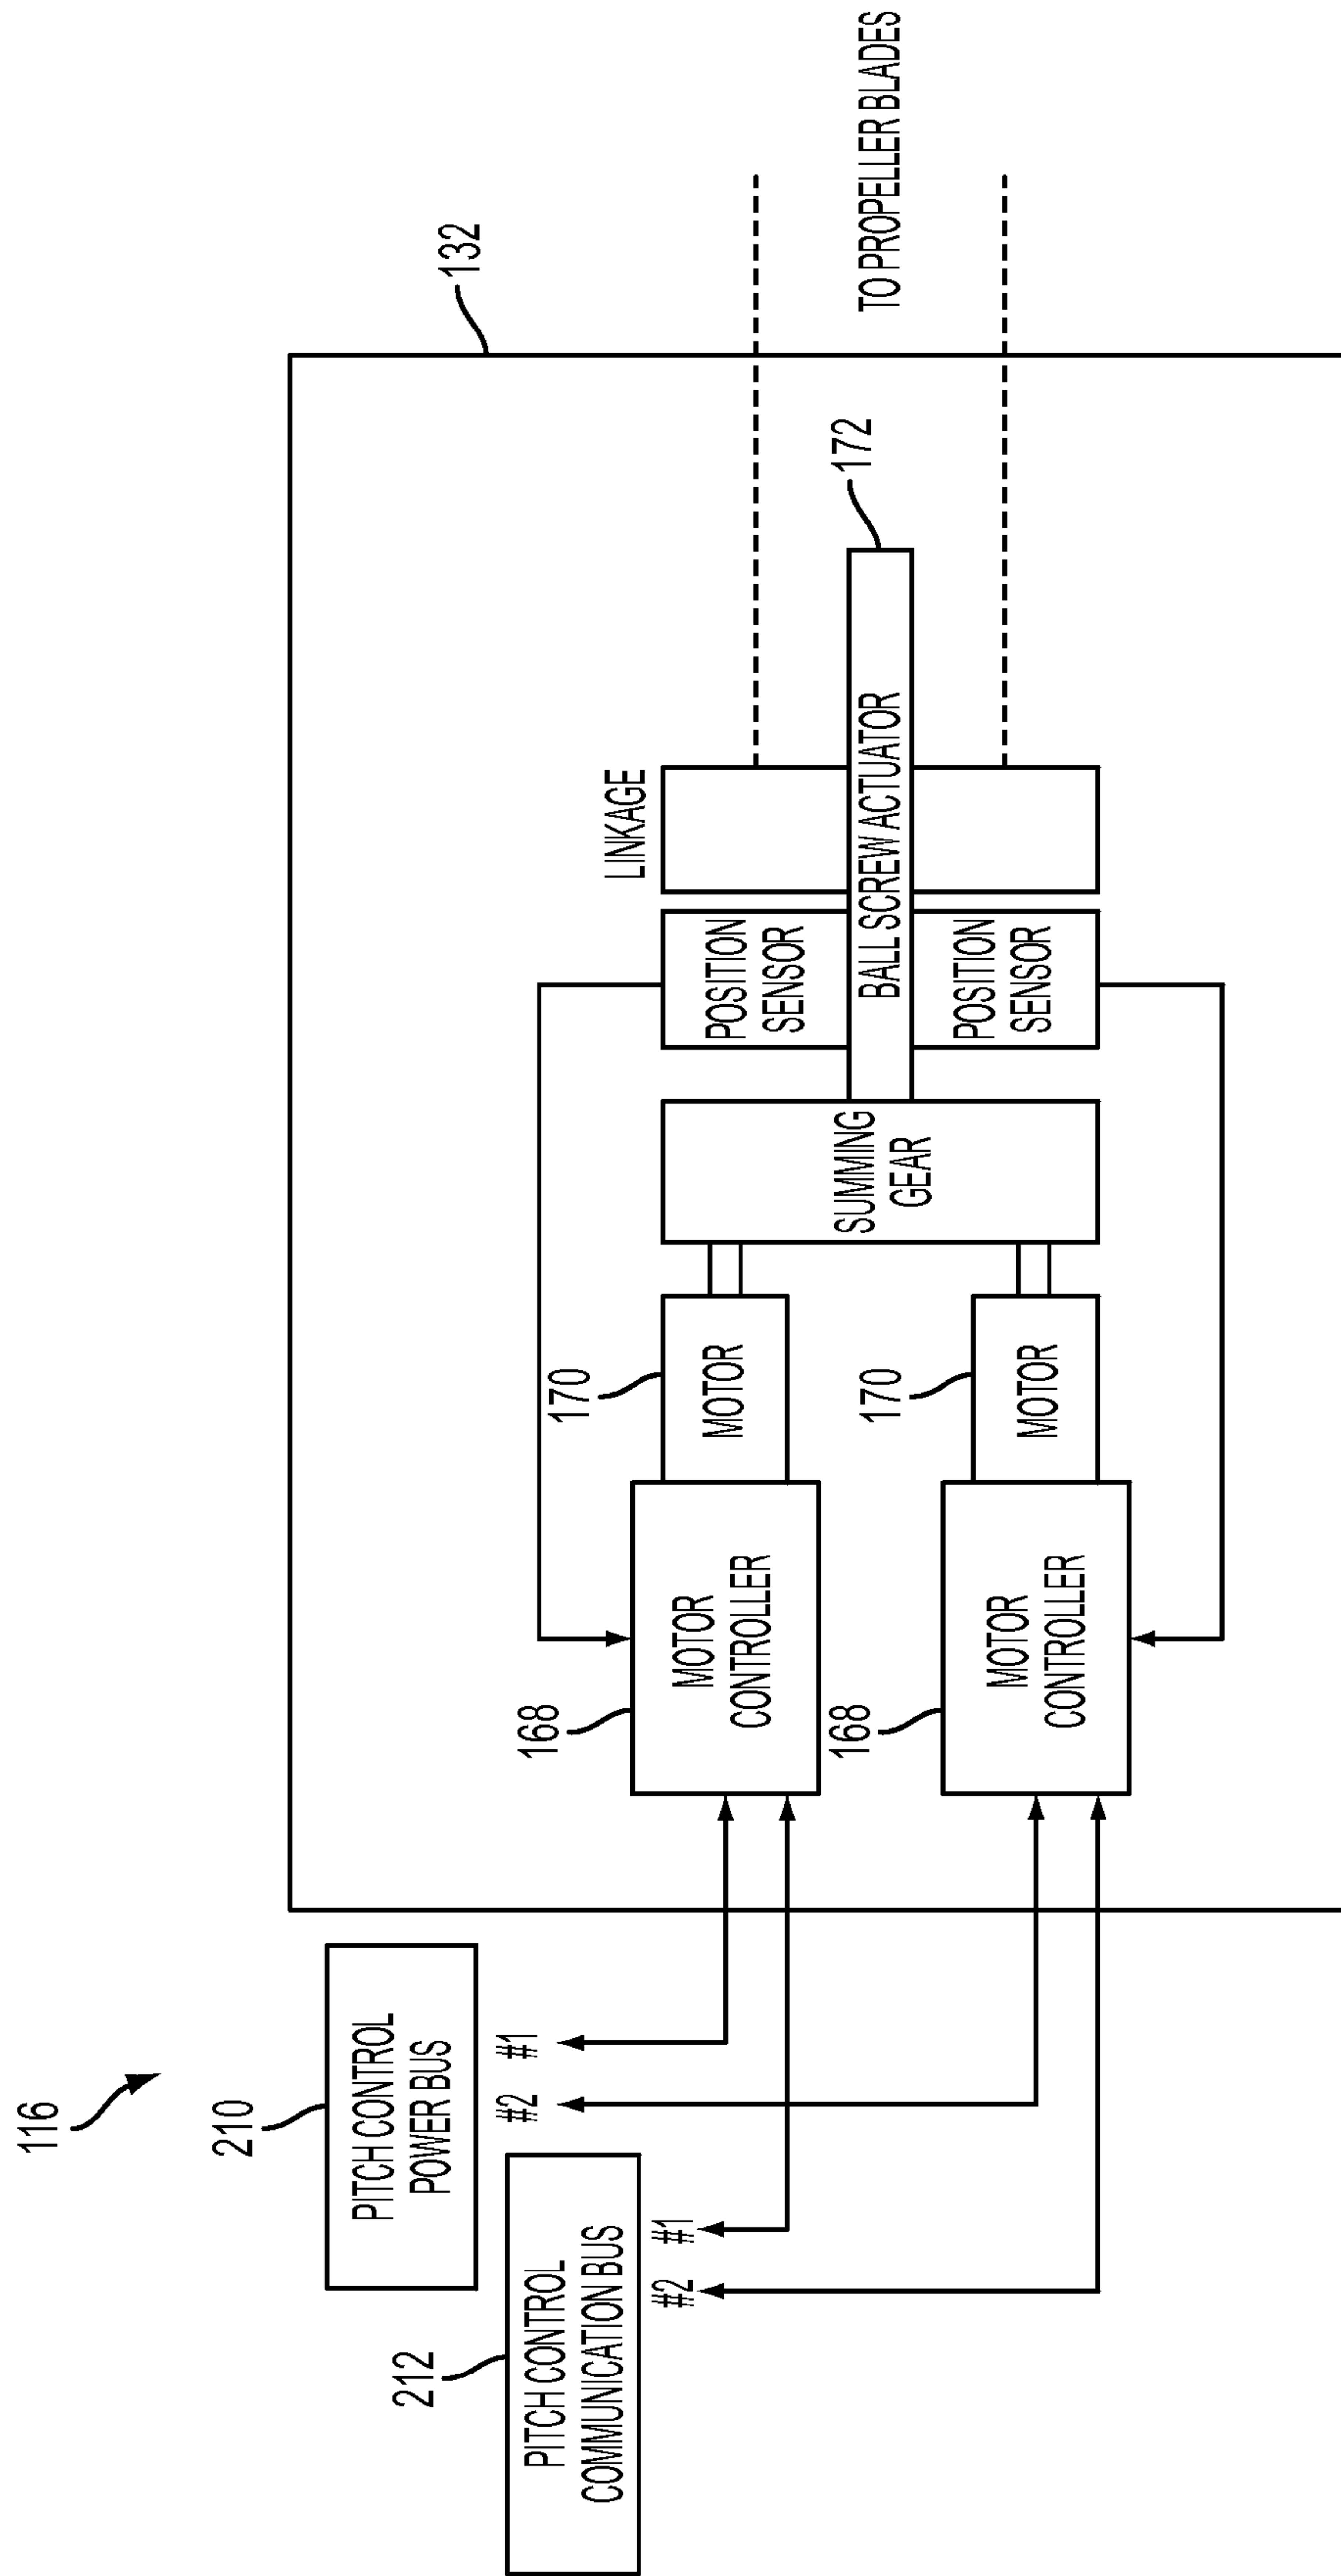 116
210
PITCH CONTROL
POWER BUS
#1
#2
212
PITCH CONTROL
COMMUNICATION BUS
#1
#2
132
168
MOTOR
CONTROLLER
168
MOTOR
CONTROLLER
170
MOTOR
170
MOTOR
SUMMING
GEAR
POSITION
SENSOR
POSITION
SENSOR
LINKAGE
BALL SCREW ACTUATOR
172
TO PROPELLER BLADES